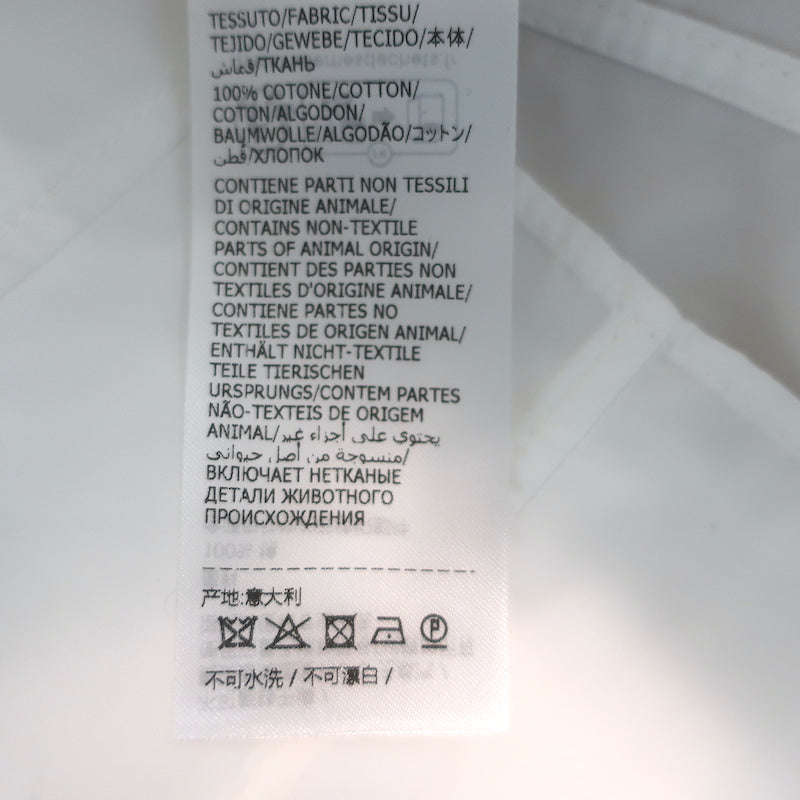 TESSUTO/FABRIC/TISSU/
TEJIDO/GEWEBE/TECIDO/本体/
قماش/ТКАНЬ
100% COTONE/COTTON/
COTON/ALGODON/
BAUMWOLLE/ALGODÃO/コットン/
قطن/ХЛОПОК
CONTIENE PARTI NON TESSILI
DI ORIGINE ANIMALE/
CONTAINS NON-TEXTILE
PARTS OF ANIMAL ORIGIN/
CONTIENT DES PARTIES NON
TEXTILES D'ORIGINE ANIMALE/
CONTIENE PARTES NO
TEXTILES DE ORIGEN ANIMAL/
ENTHÄLT NICHT-TEXTILE
TEILE TIERISCHEN
URSPRUNGS/CONTEM PARTES
NÃO-TEXTEIS DE ORIGEM
ANIMAL/يحتوي على أجزاء غير
منسوجة من أصل حيواني/
ВКЛЮЧАЕТ НЕТКАНЫЕ
ДЕТАЛИ ЖИВОТНОГО
ПРОИСХОЖДЕНИЯ
产地:意大利
P
不可水洗 / 不可漂白 /